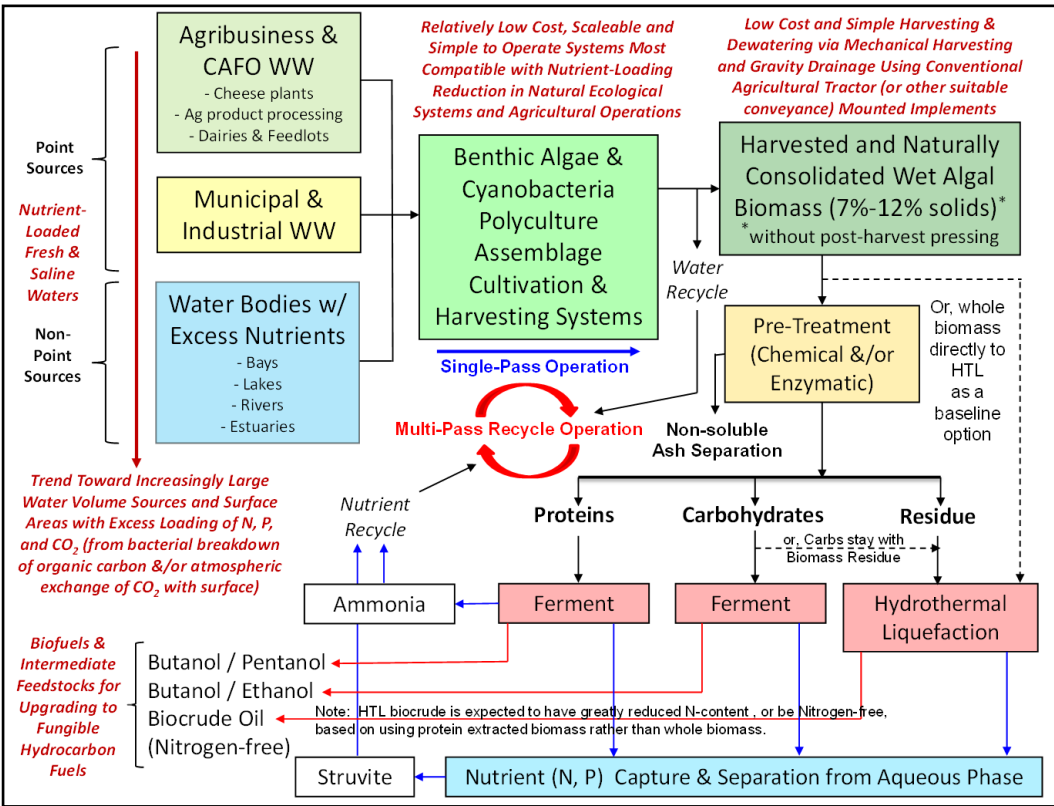 Agribusiness &
CAFO WW
- Cheese plants
- Ag product processing
- Dairies & Feedlots
Relatively Low Cost, Scaleable and
Simple to Operate Systems Most
Compatible with Nutrient-Loading
Reduction in Natural Ecological
Systems and Agricultural Operations
Low Cost and Simple Harvesting &
Dewatering via Mechanical Harvesting
and Gravity Drainage Using Conventional
Agricultural Tractor (or other suitable
conveyance) Mounted Implements
Point
Sources
Nutrient-
Loaded
Fresh &
Saline
Waters
Non-
Point
Sources
Municipal &
Industrial WW
Water Bodies w/
Excess Nutrients
- Bays
- Lakes
- Rivers
- Estuaries
Benthic Algae &
Cyanobacteria
Polyculture
Assemblage
Cultivation &
Harvesting Systems
Harvested and Naturally
Consolidated Wet Algal
Biomass (7%-12% solids)*
*without post-harvest pressing
Water
Recycle
Single-Pass Operation
Multi-Pass Recycle Operation
Pre-Treatment
(Chemical &/or
Enzymatic)
Or, whole
biomass
directly to
HTL
as a
baseline
option
Non-soluble
Ash Separation
Trend Toward Increasingly Large
Water Volume Sources and Surface
Areas with Excess Loading of N, P,
and CO2 (from bacterial breakdown
of organic carbon &/or atmospheric
exchange of CO2 with surface)
Nutrient
Recycle
Proteins
Carbohydrates
Residue
or, Carbs stay with
Biomass Residue
Ammonia
Ferment
Ferment
Hydrothermal
Liquefaction
Biofuels &
Intermediate
Feedstocks for
Upgrading to
Fungible
Hydrocarbon
Fuels
Butanol / Pentanol
Butanol / Ethanol
Biocrude Oil
(Nitrogen-free)
Note: HTL biocrude is expected to have greatly reduced N-content , or be Nitrogen-free,
based on using protein extracted biomass rather than whole biomass.
Struvite
Nutrient (N, P) Capture & Separation from Aqueous Phase